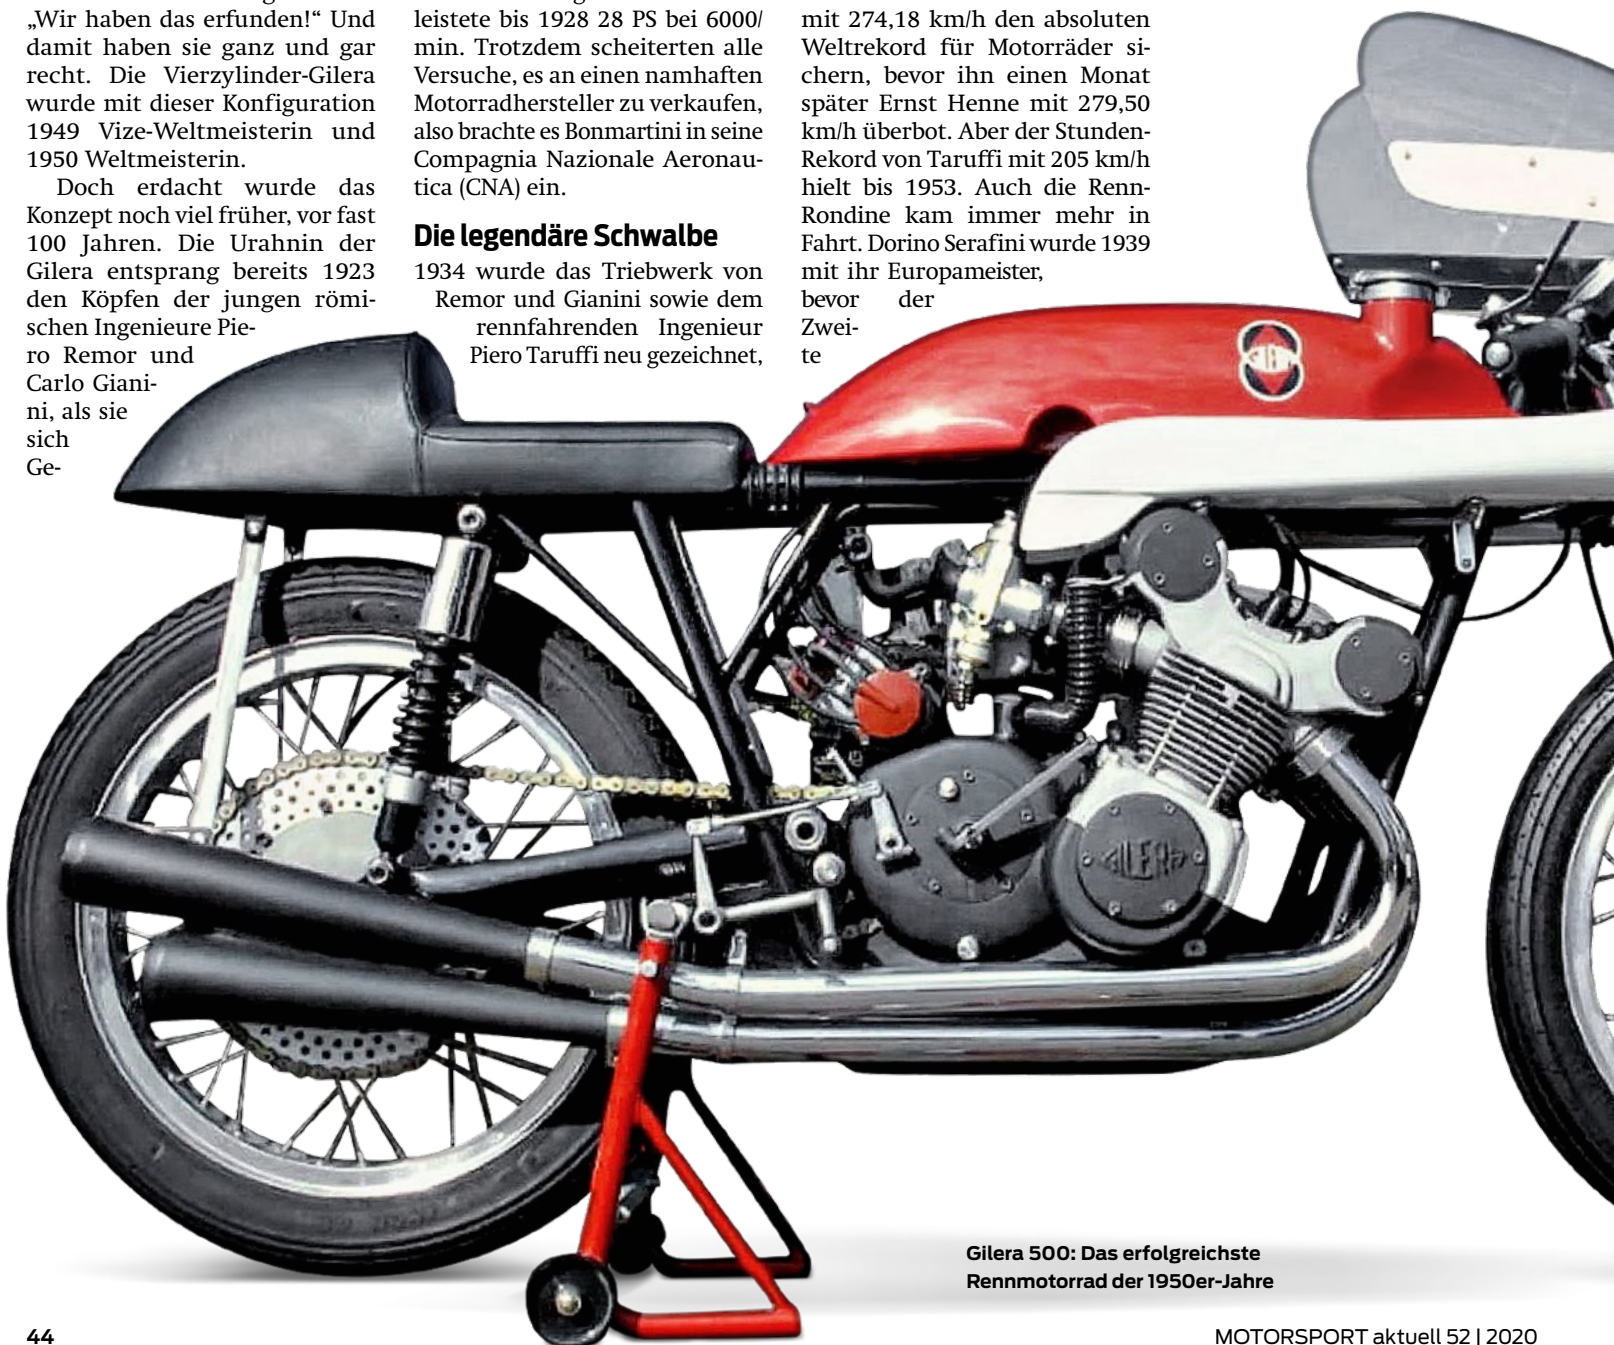 „Wir haben das erfunden!“ Und
damit haben sie ganz und gar
recht. Die Vierzylinder-Gilera
wurde mit dieser Konfiguration
1949 Vize-Weltmeisterin und
1950 Weltmeisterin.
Doch erdacht wurde das
Konzept noch viel früher, vor fast
100 Jahren. Die Urahnin der
Gilera entsprang bereits 1923
den Köpfen der jungen römi-
schen Ingenieure Pie-
ro Remor und
Carlo Giani-
ni, als sie
sich
Ge-
leistete bis 1928 28 PS bei 6000/
min. Trotzdem scheiterten alle
Versuche, es an einen namhaften
Motorradhersteller zu verkaufen,
also brachte es Bonmartini in seine
Compagnia Nazionale Aeronau-
tica (CNA) ein.
Die legendäre Schwalbe
1934 wurde das Triebwerk von
Remor und Gianini sowie dem
rennfahrenden Ingenieur
Piero Taruffi neu gezeichnet,
mit 274,18 km/h den absoluten
Weltrekord für Motorräder si-
chern, bevor ihn einen Monat
später Ernst Henne mit 279,50
km/h überbot. Aber der Stunden-
Rekord von Taruffi mit 205 km/h
hielt bis 1953. Auch die Renn-
Rondine kam immer mehr in
Fahrt. Dorino Serafini wurde 1939
mit ihr Europameister,
bevor der
Zwei-
te
GILERA
GILERA
Gilera 500: Das erfolgreichste
Rennmotorrad der 1950er-Jahre
44
MOTORSPORT aktuell 52 | 2020